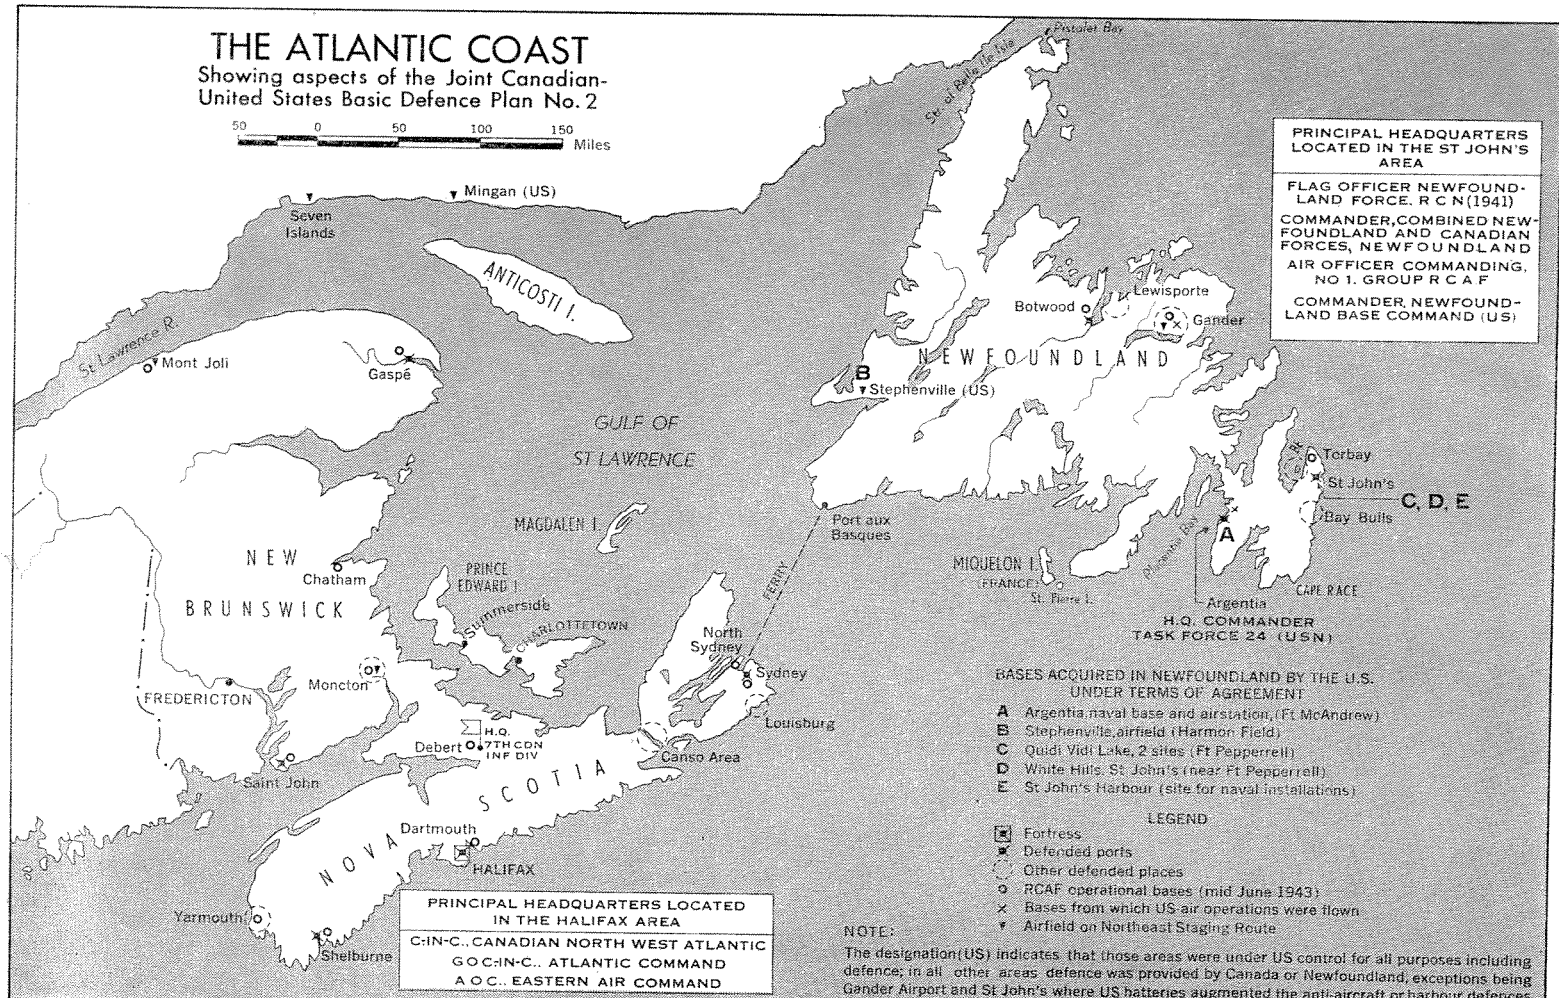 THE ATLANTIC COAST
Showing aspects of the Joint Canadian-
United States Basic Defence Plan No. 2
50 0 50 100 150
Miles
Pistolet Bay
Str. of Belle Isle
PRINCIPAL HEADQUARTERS
LOCATED IN THE ST JOHN'S
AREA
FLAG OFFICER NEWFOUND-
LAND FORCE. R C N (1941)
COMMANDER, COMBINED NEW-
FOUNDLAND AND CANADIAN
FORCES, NEWFOUNDLAND
AIR OFFICER COMMANDING,
NO 1. GROUP R C A F
COMMANDER, NEWFOUND-
LAND BASE COMMAND (US)
Mingan (US)
Seven
Islands
ANTICOSTI I.
Lewisporte
Botwood
Gander
St Lawrence R.
Mont Joli
Gaspé
NEWFOUNDLAND
B
Stephenville (US)
GULF OF
ST LAWRENCE
Torbay
St John's
C, D, E
Bay Bulls
Port aux
Basques
MAGDALEN I.
A
Placentia Bay
NEW
BRUNSWICK
Chatham
PRINCE
EDWARD I.
FERRY
MIQUELON I.
(FRANCE)
St. Pierre I.
CAPE RACE
Argentia
H.Q. COMMANDER
TASK FORCE 24 (USN)
Summerside
CHARLOTTETOWN
North
Sydney
Sydney
Moncton
FREDERICTON
Louisburg
H.Q.
7TH CDN
INF DIV
Debert
Canso Area
Saint John
NOVA SCOTIA
Dartmouth
HALIFAX
Yarmouth
Shelburne
BASES ACQUIRED IN NEWFOUNDLAND BY THE U.S.
UNDER TERMS OF AGREEMENT
A Argentia, naval base and airstation, (Ft McAndrew)
B Stephenville, airfield (Harmon Field)
C Quidi Vidi Lake, 2 sites (Ft Pepperrell)
D White Hills, St John's (near Ft Pepperrell)
E St John's Harbour (site for naval installations)
LEGEND
Fortress
Defended ports
Other defended places
RCAF operational bases (mid June 1943)
Bases from which US air operations were flown
Airfield on Northeast Staging Route
PRINCIPAL HEADQUARTERS LOCATED
IN THE HALIFAX AREA
C-IN-C., CANADIAN NORTH WEST ATLANTIC
G O C-IN-C., ATLANTIC COMMAND
A O C., EASTERN AIR COMMAND
NOTE:
The designation (US) indicates that those areas were under US control for all purposes including
defence; in all other areas defence was provided by Canada or Newfoundland, exceptions being
Gander Airport and St John's where US batteries augmented the anti-aircraft or harbour defences